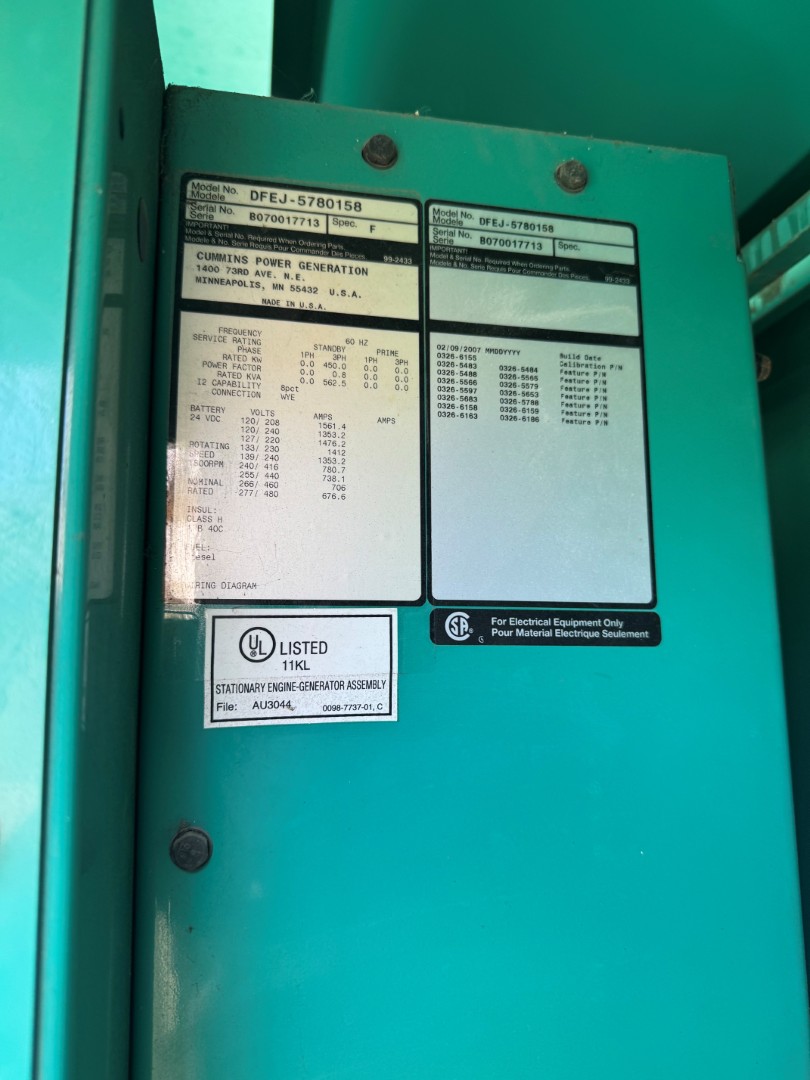 Model No. Modele DFEJ-5780158
Serial No. Serie B070017713 Spec. F
IMPORTANT!
Model & Serial No. Required When Ordering Parts.
Modele & No. Serie Requis Pour Commander Des Pieces. 99-2433
CUMMINS POWER GENERATION
1400 73RD AVE. N.E.
MINNEAPOLIS, MN 55432 U.S.A.
MADE IN U.S.A.
FREQUENCY 60 HZ
SERVICE RATING STANDBY PRIME
PHASE 1PH 3PH 1PH 3PH
RATED KW 0.0 450.0 0.0 0.0
POWER FACTOR 0.0 0.8 0.0 0.0
RATED KVA 0.0 562.5 0.0 0.0
I2 CAPABILITY 8pct
CONNECTION WYE
BATTERY VOLTS AMPS AMPS
24 VDC 120/ 208 1561.4
120/ 240 1353.2
127/ 220 1476.2
ROTATING 133/ 230 1412
SPEED 139/ 240 1353.2
1800RPM 240/ 416 780.7
255/ 440 738.1
NOMINAL 266/ 460 706
RATED 277/ 480 676.6
INSUL:
CLASS H
40C
WIRING DIAGRAM
Model No. Modele DFEJ-5780158
Serial No. Serie B070017713 Spec.
IMPORTANT!
Model & Serial No. Required When Ordering Parts.
Modele & No. Serie Requis Pour Commander Des Pieces. 99-2433
02/09/2007 MMDDYYYY Build Date
0326-6155 Calibration P/N
0326-5483 0326-5484 Feature P/N
0326-5488 0326-5565 Feature P/N
0326-5566 0326-5579 Feature P/N
0326-5597 0326-5653 Feature P/N
0326-5683 0326-5788 Feature P/N
0326-6158 0326-6159 Feature P/N
0326-6163 0326-6186 Feature P/N
UL LISTED
11KL
STATIONARY ENGINE-GENERATOR ASSEMBLY
File: AU3044 0098-7737-01, C
For Electrical Equipment Only
Pour Material Electrique Seulement